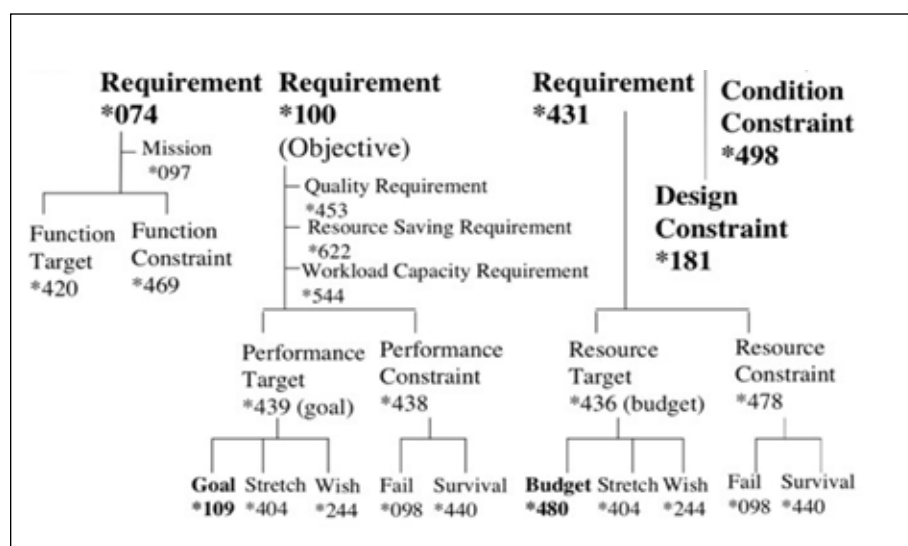 Requirement
*074
Mission
*097
Function
Target
*420
Function
Constraint
*469
Requirement
*100
(Objective)
Quality Requirement
*453
Resource Saving Requirement
*622
Workload Capacity Requirement
*544
Performance
Target
*439 (goal)
Performance
Constraint
*438
Goal
*109
Stretch
*404
Wish
*244
Fail
*098
Survival
*440
Requirement
*431
Condition
Constraint
*498
Design
Constraint
*181
Resource
Target
*436 (budget)
Resource
Constraint
*478
Budget
*480
Stretch
*404
Wish
*244
Fail
*098
Survival
*440